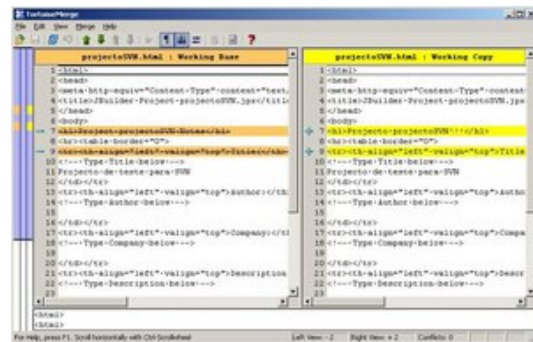 TortoiseMerge
File Edit View Merge Help
projectoSVN.html : Working Base
1 <html>
2 <head>
3 <meta·http-equiv="Content-Type"·content="text,
4 <title>JBuilder·Project·projectoSVN.jpx</titl
5 </head>
6 <body>
7 <h1>Project·projectoSVN·Notes</h1>
8 <hr><table·border="0">
9 <tr><th·align="left"·valign="top">Title:</th>
10 <!--·Type·Title·below·-->
11 Projecto·de·teste·para·SVN
12 </td></tr>
13 <tr><th·align="left"·valign="top">Author:</th
14 <!--·Type·Author·below·-->
15
16 </td></tr>
17 <tr><th·align="left"·valign="top">Company:</t
18 <!--·Type·Company·below·-->
19
20 </td></tr>
21 <tr><th·align="left"·valign="top">Description
22 <!--·Type·Description·below·-->
23
projectoSVN.html : Working Copy
1 <html>
2 <head>
3 <meta·http-equiv="Content-Type"·content="text,
4 <title>JBuilder·Project·projectoSVN.jpx
5 </head>
6 <body>
7 <h1>Projecto·projectoSVN!!!</h1>
8 <hr><table·border="0">
9 <tr><th·align="left"·valign="top">Title
10 <!--·Type·Title·below·-->
11 Projecto·de·teste·para·SVN
12 </td></tr>
13 <tr><th·align="left"·valign="top">Autho
14 <!--·Type·Author·below·-->
15
16 </td></tr>
17 <tr><th·align="left"·valign="top">Compa
18 <!--·Type·Company·below·-->
19
20 </td></tr>
21 <tr><th·align="left"·valign="top">Descr
22 <!--·Type·Description·below·-->
23
<html>
<html>
For Help, press F1. Scroll horizontally with Ctrl-Scrollwheel
Left View: - 2
Right View: + 2
Conflicts: 0